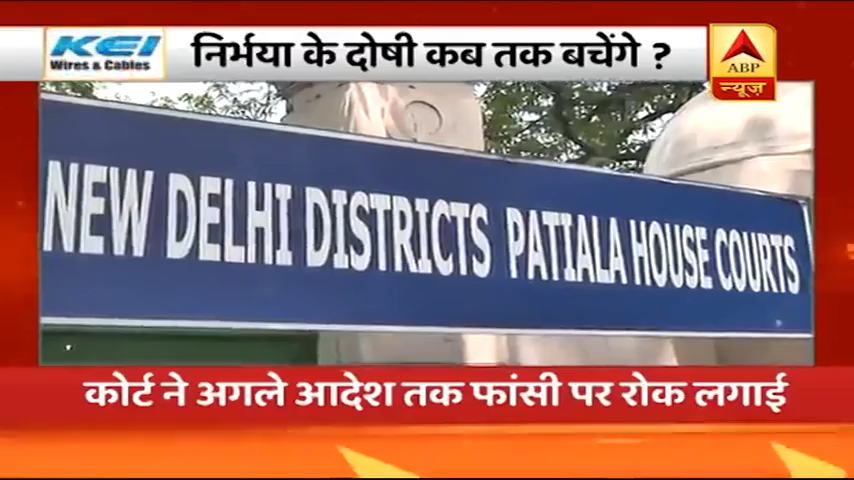 KEI
Wires & Cables
निर्भया के दोषी कब तक बचेंगे ?
ABP
न्यूज़
NEW DELHI DISTRICTS PATIALA HOUSE COURTS
कोर्ट ने अगले आदेश तक फांसी पर रोक लगाई